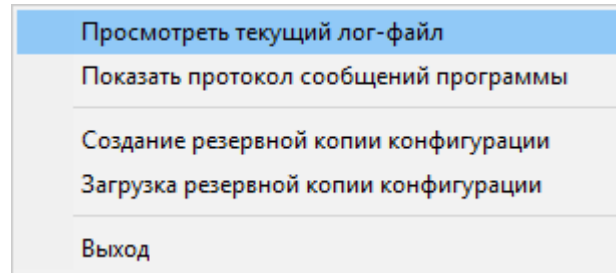 Просмотреть текущий лог-файл
Показать протокол сообщений программы
Создание резервной копии конфигурации
Загрузка резервной копии конфигурации
Выход